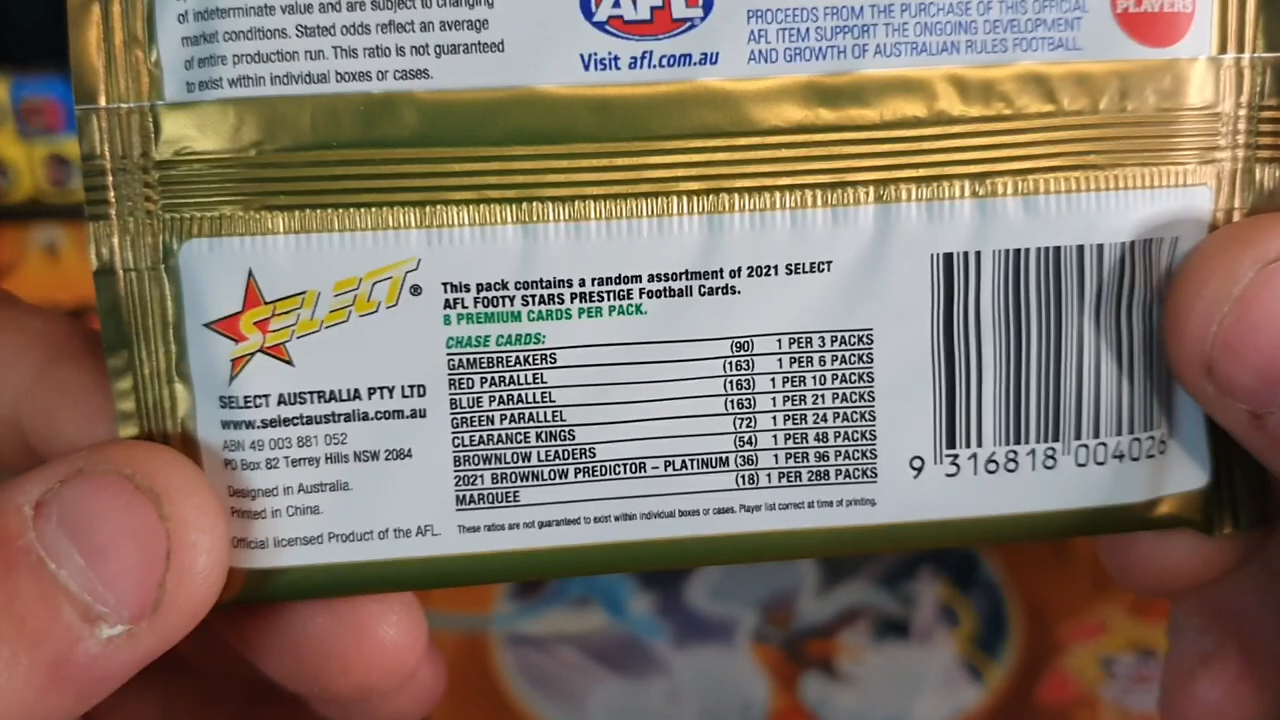 of indeterminate value and are subject to changing
market conditions. Stated odds reflect an average
of entire production run. This ratio is not guaranteed
to exist within individual boxes or cases.
AFL
Visit afl.com.au
PROCEEDS FROM THE PURCHASE OF THIS OFFICIAL
AFL ITEM SUPPORT THE ONGOING DEVELOPMENT
AND GROWTH OF AUSTRALIAN RULES FOOTBALL
PLAYERS
SELECT®
SELECT AUSTRALIA PTY LTD
www.selectaustralia.com.au
ABN 49 003 881 052
PO Box 82 Terrey Hills NSW 2084
Designed in Australia.
Printed in China.
Official licensed Product of the AFL.
This pack contains a random assortment of 2021 SELECT
AFL FOOTY STARS PRESTIGE Football Cards.
8 PREMIUM CARDS PER PACK.
CHASE CARDS:
GAMEBREAKERS (90) 1 PER 3 PACKS
RED PARALLEL (163) 1 PER 6 PACKS
BLUE PARALLEL (163) 1 PER 10 PACKS
GREEN PARALLEL (163) 1 PER 21 PACKS
CLEARANCE KINGS (72) 1 PER 24 PACKS
BROWNLOW LEADERS (54) 1 PER 48 PACKS
2021 BROWNLOW PREDICTOR – PLATINUM (36) 1 PER 96 PACKS
MARQUEE (18) 1 PER 288 PACKS
These ratios are not guaranteed to exist within individual boxes or cases. Player list correct at time of printing.
9 316818 004026